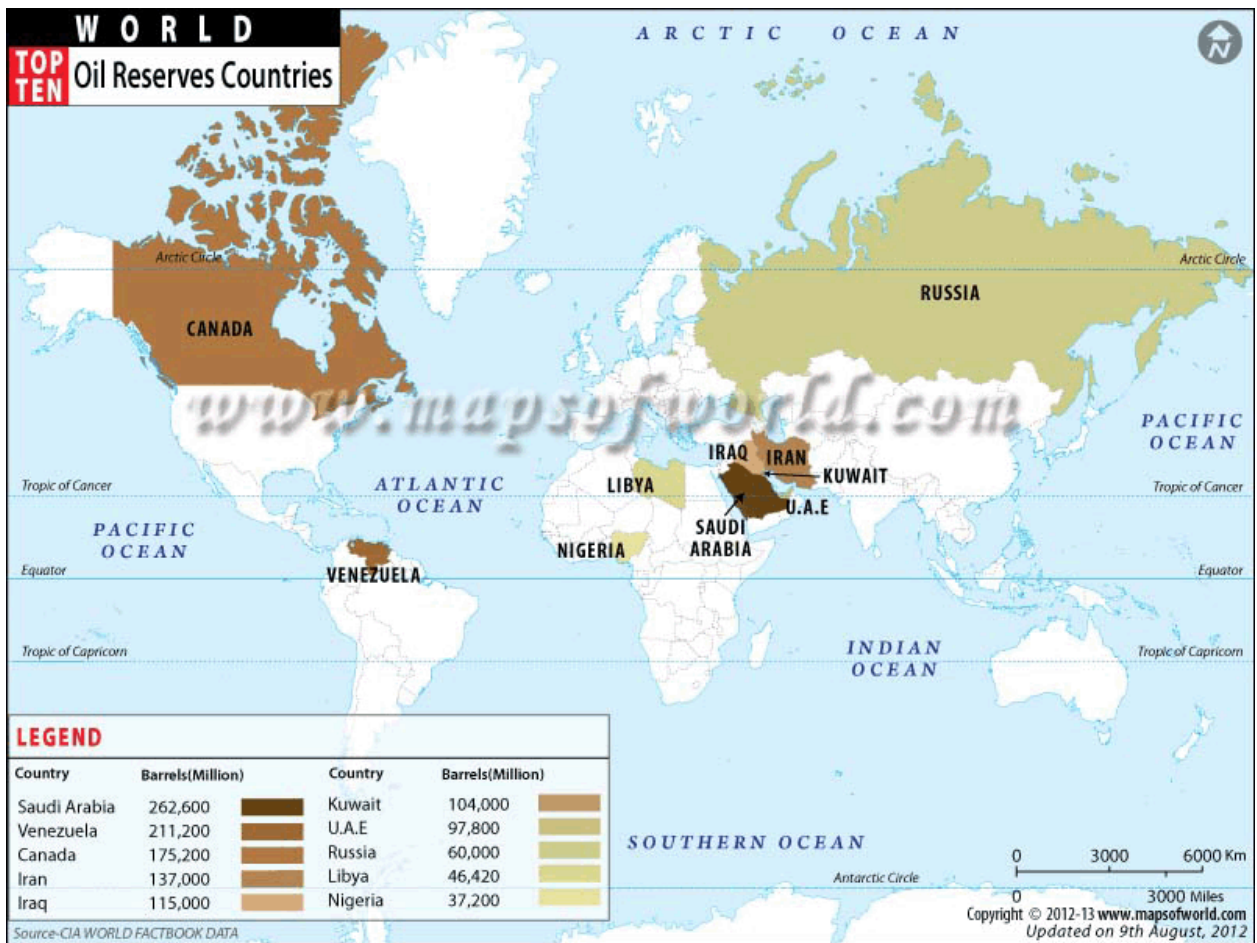 WORLD
TOP TEN Oil Reserves Countries
ARCTIC OCEAN
N
Arctic Circle
Arctic Circle
RUSSIA
CANADA
www.mapsofworld.com
PACIFIC
OCEAN
IRAQ
IRAN
KUWAIT
LIBYA
ATLANTIC
OCEAN
Tropic of Cancer
Tropic of Cancer
U.A.E
SAUDI
ARABIA
PACIFIC
OCEAN
NIGERIA
VENEZUELA
Equator
Equator
INDIAN
OCEAN
Tropic of Capricorn
Tropic of Capricorn
LEGEND
Country Barrels(Million) Country Barrels(Million)
Saudi Arabia 262,600 Kuwait 104,000
Venezuela 211,200 U.A.E 97,800
Canada 175,200 Russia 60,000
Iran 137,000 Libya 46,420
Iraq 115,000 Nigeria 37,200
Source-CIA WORLD FACTBOOK DATA
SOUTHERN OCEAN
Antarctic Circle
0 3000 6000 Km
0 3000 Miles
Copyright © 2012-13 www.mapsofworld.com
Updated on 9th August, 2012